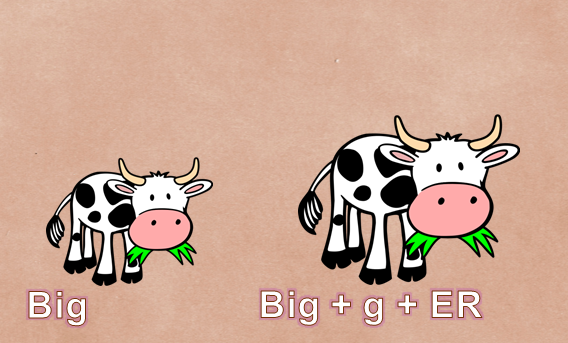 Big
Big + g + ER